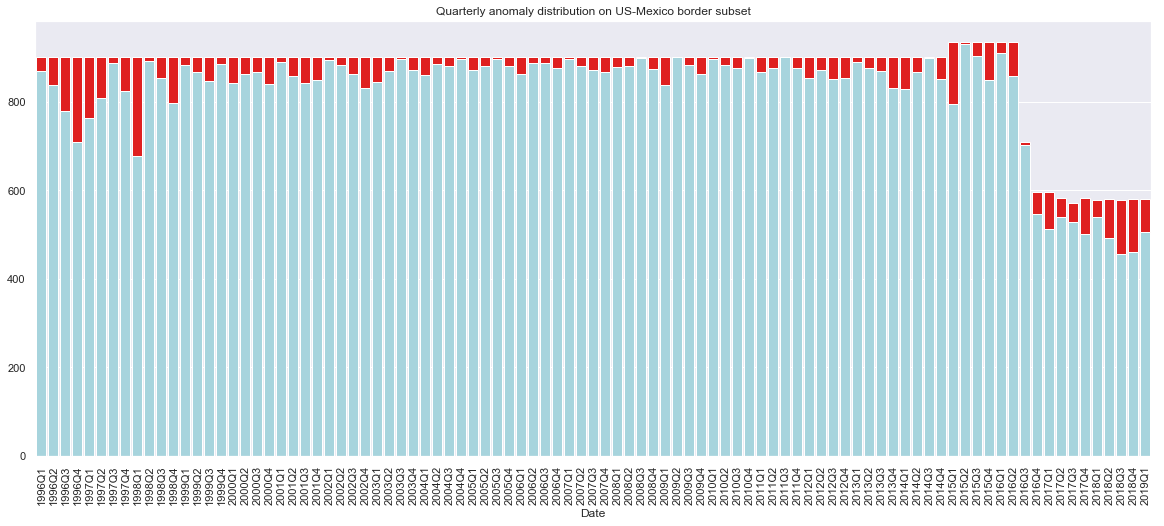 Quarterly anomaly distribution on US-Mexico border subset
800
600
400
200
0
1996Q1
1996Q2
1996Q3
1996Q4
1997Q1
1997Q2
1997Q3
1997Q4
1998Q1
1998Q2
1998Q3
1998Q4
1999Q1
1999Q2
1999Q3
1999Q4
2000Q1
2000Q2
2000Q3
2000Q4
2001Q1
2001Q2
2001Q3
2001Q4
2002Q1
2002Q2
2002Q3
2002Q4
2003Q1
2003Q2
2003Q3
2003Q4
2004Q1
2004Q2
2004Q3
2004Q4
2005Q1
2005Q2
2005Q3
2005Q4
2006Q1
2006Q2
2006Q3
2006Q4
2007Q1
2007Q2
2007Q3
2007Q4
2008Q1
2008Q2
2008Q3
2008Q4
2009Q1
2009Q2
2009Q3
2009Q4
2010Q1
2010Q2
2010Q3
2010Q4
2011Q1
2011Q2
2011Q3
2011Q4
2012Q1
2012Q2
2012Q3
2012Q4
2013Q1
2013Q2
2013Q3
2013Q4
2014Q1
2014Q2
2014Q3
2014Q4
2015Q1
2015Q2
2015Q3
2015Q4
2016Q1
2016Q2
2016Q3
2016Q4
2017Q1
2017Q2
2017Q3
2017Q4
2018Q1
2018Q2
2018Q3
2018Q4
2019Q1
Date